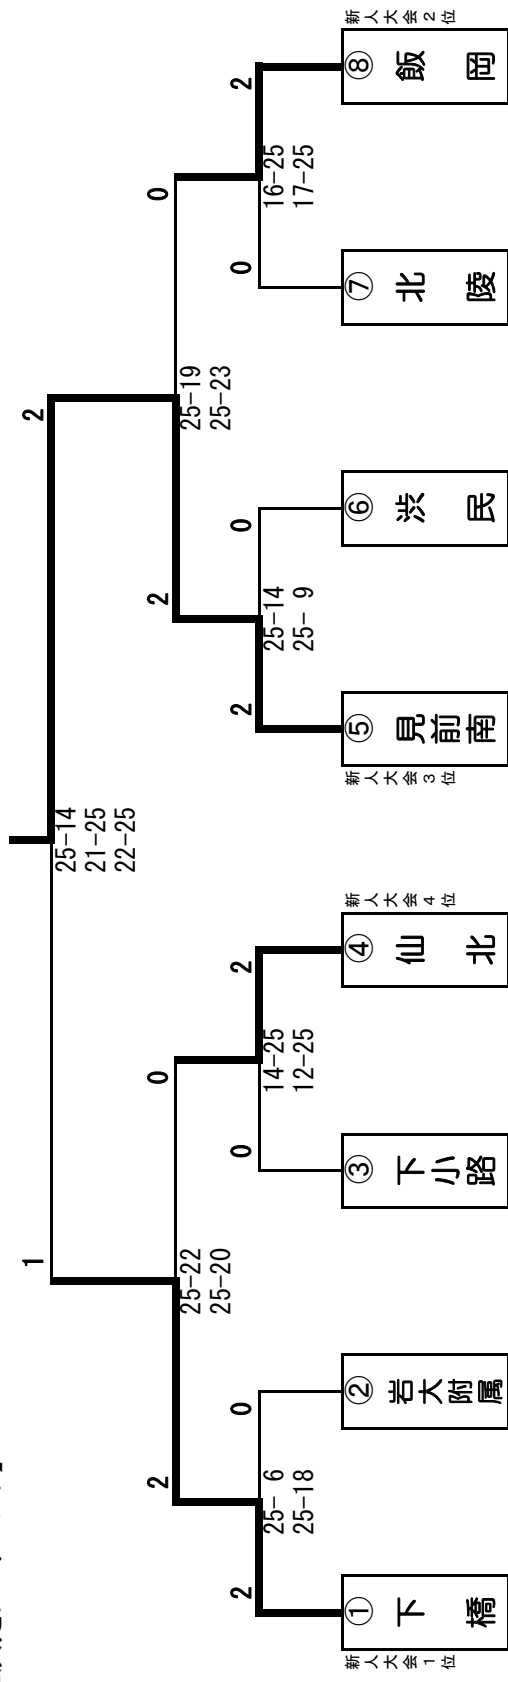 1
2
25-14
21-25
22-25
2
0
2
0
25-22
25-20
25-19
25-23
2
0
0
2
2
0
0
2
25- 6
25-18
14-25
12-25
25-14
25- 9
16-25
17-25
新人大会1位
① 下橋
② 岩大附属
③ 下小路
④ 仙北
新人大会4位
新人大会3位
⑤ 見前南
⑥ 渋民
⑦ 北陵
⑧ 飯岡
新人大会2位